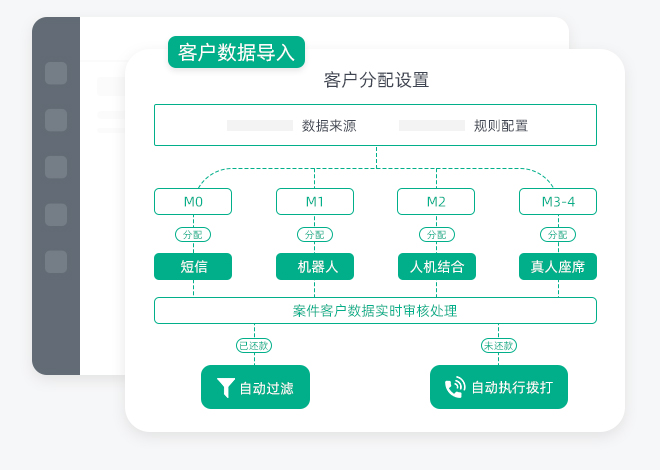 客户数据导入
客户分配设置
数据来源 规则配置
M0 M1 M2 M3-4
分配 分配 分配 分配
短信 机器人 人机结合 真人座席
案件客户数据实时审核处理
已还款 未还款
自动过滤 自动执行拨打